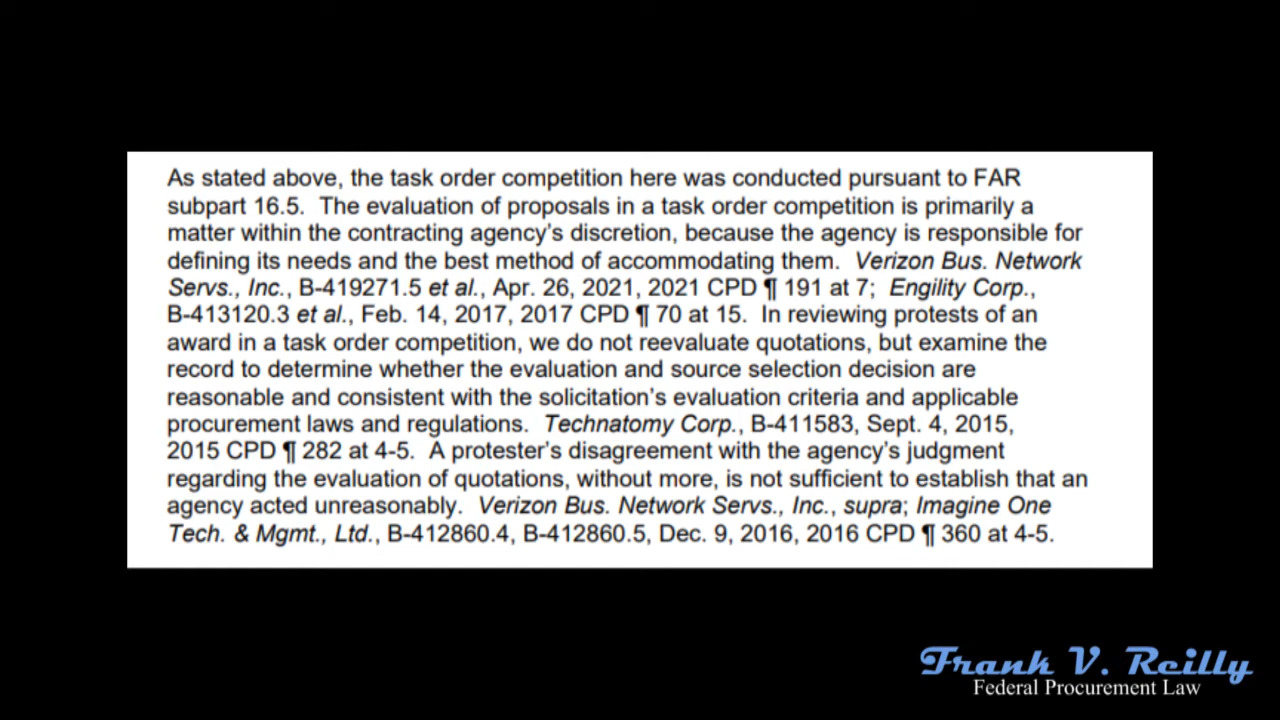 As stated above, the task order competition here was conducted pursuant to FAR
subpart 16.5.  The evaluation of proposals in a task order competition is primarily a
matter within the contracting agency’s discretion, because the agency is responsible for
defining its needs and the best method of accommodating them.  Verizon Bus. Network
Servs., Inc., B-419271.5 et al., Apr. 26, 2021, 2021 CPD ¶ 191 at 7;  Engility Corp.,
B-413120.3 et al., Feb. 14, 2017, 2017 CPD ¶ 70 at 15.  In reviewing protests of an
award in a task order competition, we do not reevaluate quotations, but examine the
record to determine whether the evaluation and source selection decision are
reasonable and consistent with the solicitation’s evaluation criteria and applicable
procurement laws and regulations.  Technatomy Corp., B-411583, Sept. 4, 2015,
2015 CPD ¶ 282 at 4-5.  A protester’s disagreement with the agency’s judgment
regarding the evaluation of quotations, without more, is not sufficient to establish that an
agency acted unreasonably.  Verizon Bus. Network Servs., Inc., supra; Imagine One
Tech. & Mgmt., Ltd., B-412860.4, B-412860.5, Dec. 9, 2016, 2016 CPD ¶ 360 at 4-5.
Frank V. Reilly
Federal Procurement Law